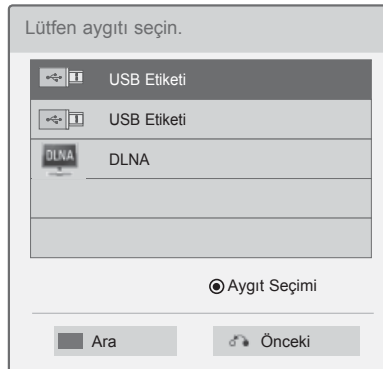 Lütfen aygıtı seçin.
USB Etiketi
USB Etiketi
DLNA DLNA
Aygıt Seçimi
Ara Önceki